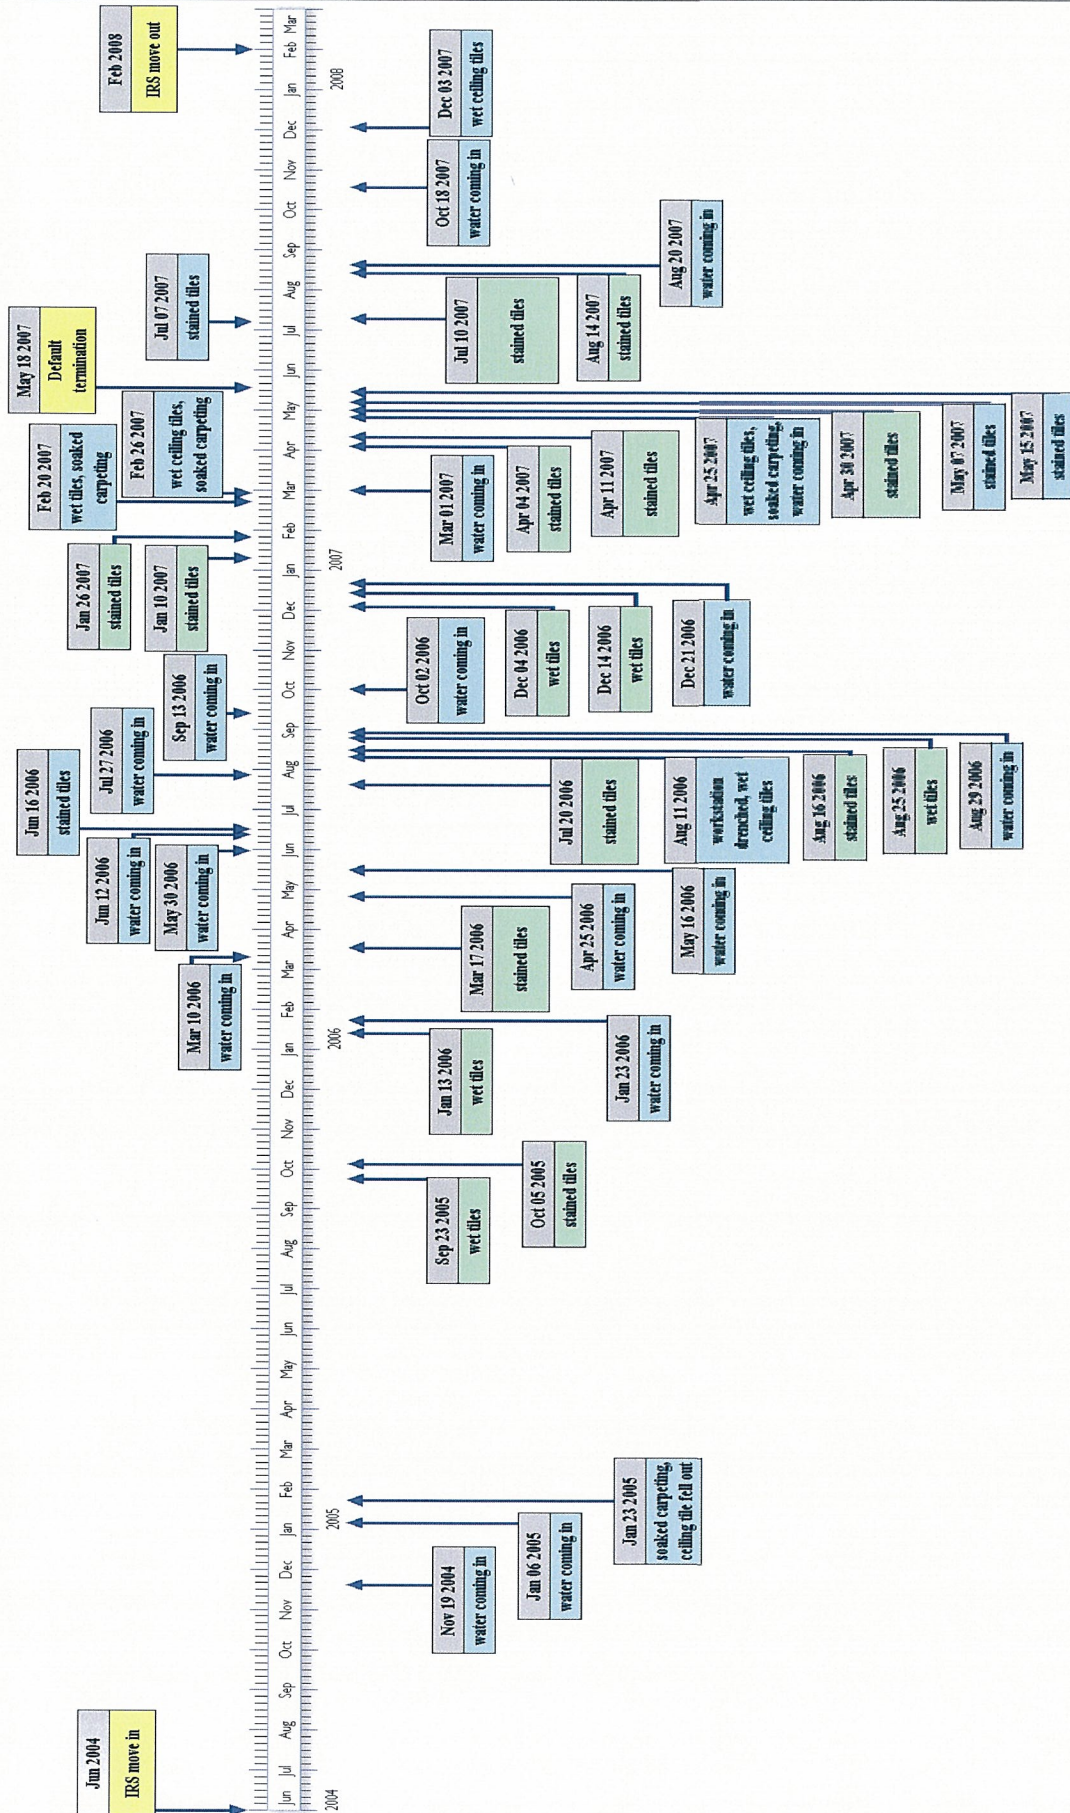 Jun 2004
IRS move in
Jun 16 2006
stained tiles
Jun 12 2006
water coming in
Jul 27 2006
water coming in
May 30 2006
water coming in
Mar 10 2006
water coming in
Sep 13 2006
water coming in
Jan 26 2007
stained tiles
Jan 10 2007
stained tiles
Feb 20 2007
wet tiles, soaked
carpeting
Feb 26 2007
wet ceiling tiles,
soaked carpeting
May 18 2007
Default
termination
Jul 07 2007
stained tiles
Feb 2008
IRS move out
Jun Jul Aug Sep Oct Nov Dec Jan Feb Mar Apr May Jun Jul Aug Sep Oct Nov Dec Jan Feb Mar Apr May Jun Jul Aug Sep Oct Nov Dec Jan Feb Mar Apr May Jun Jul Aug Sep Oct Nov Dec Jan Feb Mar
2004 2005 2006 2007 2008
Nov 19 2004
water coming in
Jan 06 2005
water coming in
Jan 23 2005
soaked carpeting,
ceiling tile fell out
Sep 23 2005
wet tiles
Oct 05 2005
stained tiles
Jan 13 2006
wet tiles
Jan 23 2006
water coming in
Mar 17 2006
stained tiles
Apr 25 2006
water coming in
May 16 2006
water coming in
Jul 20 2006
stained tiles
Aug 11 2006
workstation
drenched, wet
ceiling tiles
Aug 16 2006
stained tiles
Aug 25 2006
wet tiles
Aug 29 2006
water coming in
Oct 02 2006
water coming in
Dec 04 2006
wet tiles
Dec 14 2006
wet tiles
Dec 21 2006
water coming in
Mar 01 2007
water coming in
Apr 04 2007
stained tiles
Apr 11 2007
stained tiles
Apr 25 2007
wet ceiling tiles,
soaked carpeting,
water coming in
Apr 30 2007
stainted tiles
May 07 2007
stained tiles
May 15 2007
stained tiles
Jul 10 2007
stained tiles
Aug 14 2007
stained tiles
Aug 20 2007
water coming in
Oct 18 2007
water coming in
Dec 03 2007
wet ceiling tiles